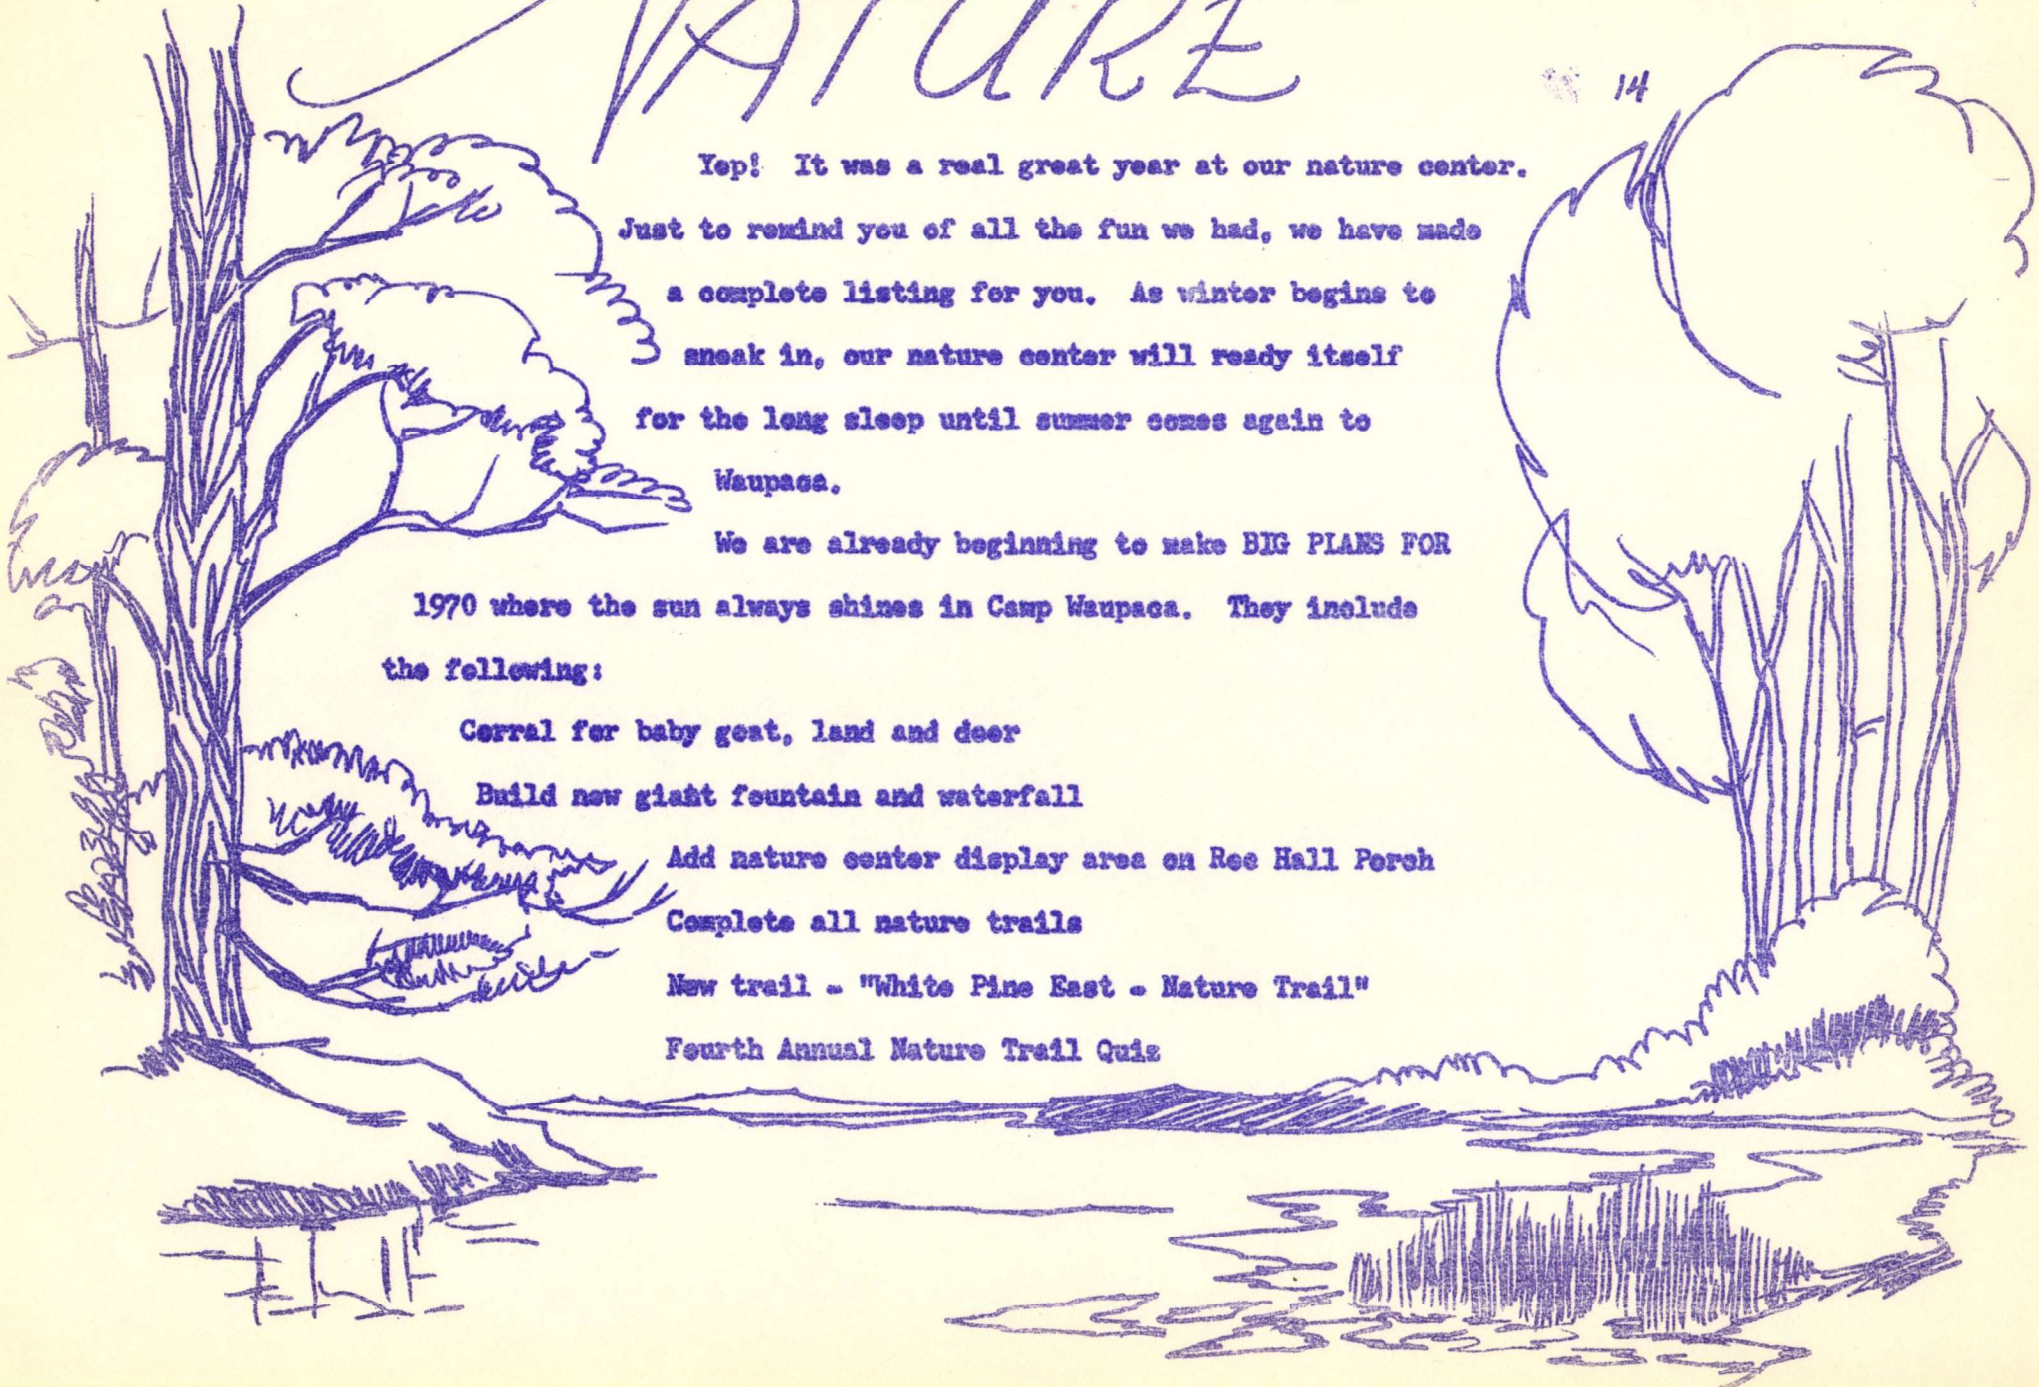 NATURE
14
Yep! It was a real great year at our nature center.
Just to remind you of all the fun we had, we have made
a complete listing for you. As winter begins to
sneak in, our nature center will ready itself
for the long sleep until summer comes again to
Waupaca.
We are already beginning to make BIG PLANS FOR
1970 where the sun always shines in Camp Waupaca. They include
the following:
Corral for baby goat, land and deer
Build new giant fountain and waterfall
Add nature center display area on Rec Hall Porch
Complete all nature trails
New trail - "White Pine East - Nature Trail"
Fourth Annual Nature Trail Quiz